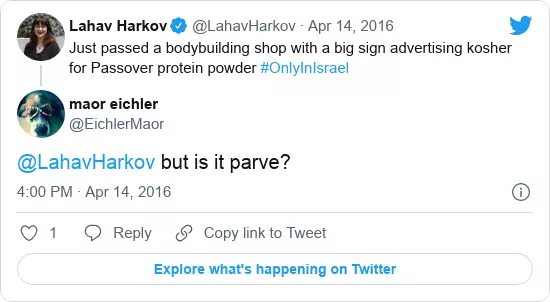 Lahav Harkov @LahavHarkov · Apr 14, 2016
Just passed a bodybuilding shop with a big sign advertising kosher
for Passover protein powder #OnlyInIsrael
maor eichler
@EichlerMaor
@LahavHarkov but is it parve?
4:00 PM · Apr 14, 2016
1 Reply Copy link to Tweet
Explore what's happening on Twitter